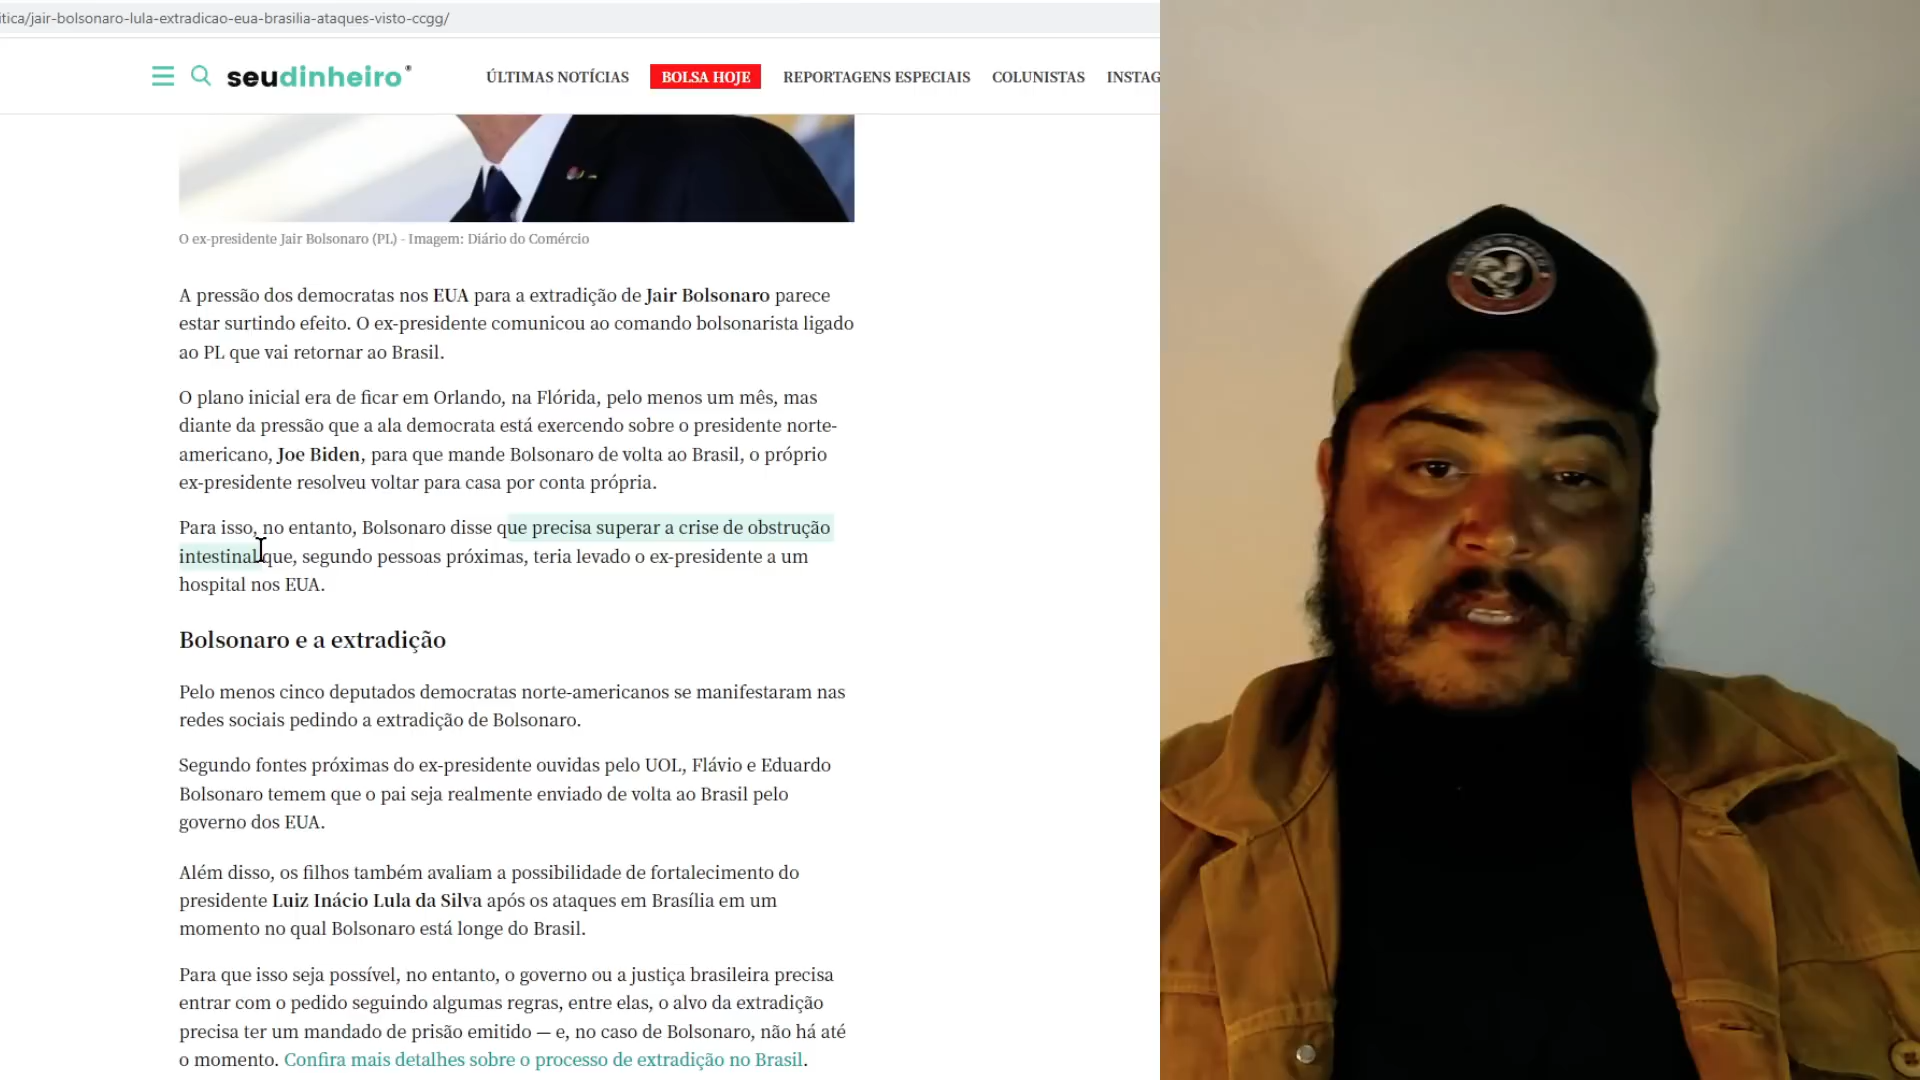 itica/jair-bolsonaro-lula-extradicao-eua-brasilia-ataques-visto-ccgg/
seudinheiro
ÚLTIMAS NOTÍCIAS
BOLSA HOJE
REPORTAGENS ESPECIAIS
COLUNISTAS
INSTAG
O ex-presidente Jair Bolsonaro (PL) - Imagem: Diário do Comércio
A pressão dos democratas nos EUA para a extradição de Jair Bolsonaro parece
estar surtindo efeito. O ex-presidente comunicou ao comando bolsonarista ligado
ao PL que vai retornar ao Brasil.
O plano inicial era de ficar em Orlando, na Flórida, pelo menos um mês, mas
diante da pressão que a ala democrata está exercendo sobre o presidente norte-
americano, Joe Biden, para que mande Bolsonaro de volta ao Brasil, o próprio
ex-presidente resolveu voltar para casa por conta própria.
Para isso, no entanto, Bolsonaro disse que precisa superar a crise de obstrução
intestinal que, segundo pessoas próximas, teria levado o ex-presidente a um
hospital nos EUA.
Bolsonaro e a extradição
Pelo menos cinco deputados democratas norte-americanos se manifestaram nas
redes sociais pedindo a extradição de Bolsonaro.
Segundo fontes próximas do ex-presidente ouvidas pelo UOL, Flávio e Eduardo
Bolsonaro temem que o pai seja realmente enviado de volta ao Brasil pelo
governo dos EUA.
Além disso, os filhos também avaliam a possibilidade de fortalecimento do
presidente Luiz Inácio Lula da Silva após os ataques em Brasília em um
momento no qual Bolsonaro está longe do Brasil.
Para que isso seja possível, no entanto, o governo ou a justiça brasileira precisa
entrar com o pedido seguindo algumas regras, entre elas, o alvo da extradição
precisa ter um mandado de prisão emitido — e, no caso de Bolsonaro, não há até
o momento. Confira mais detalhes sobre o processo de extradição no Brasil.